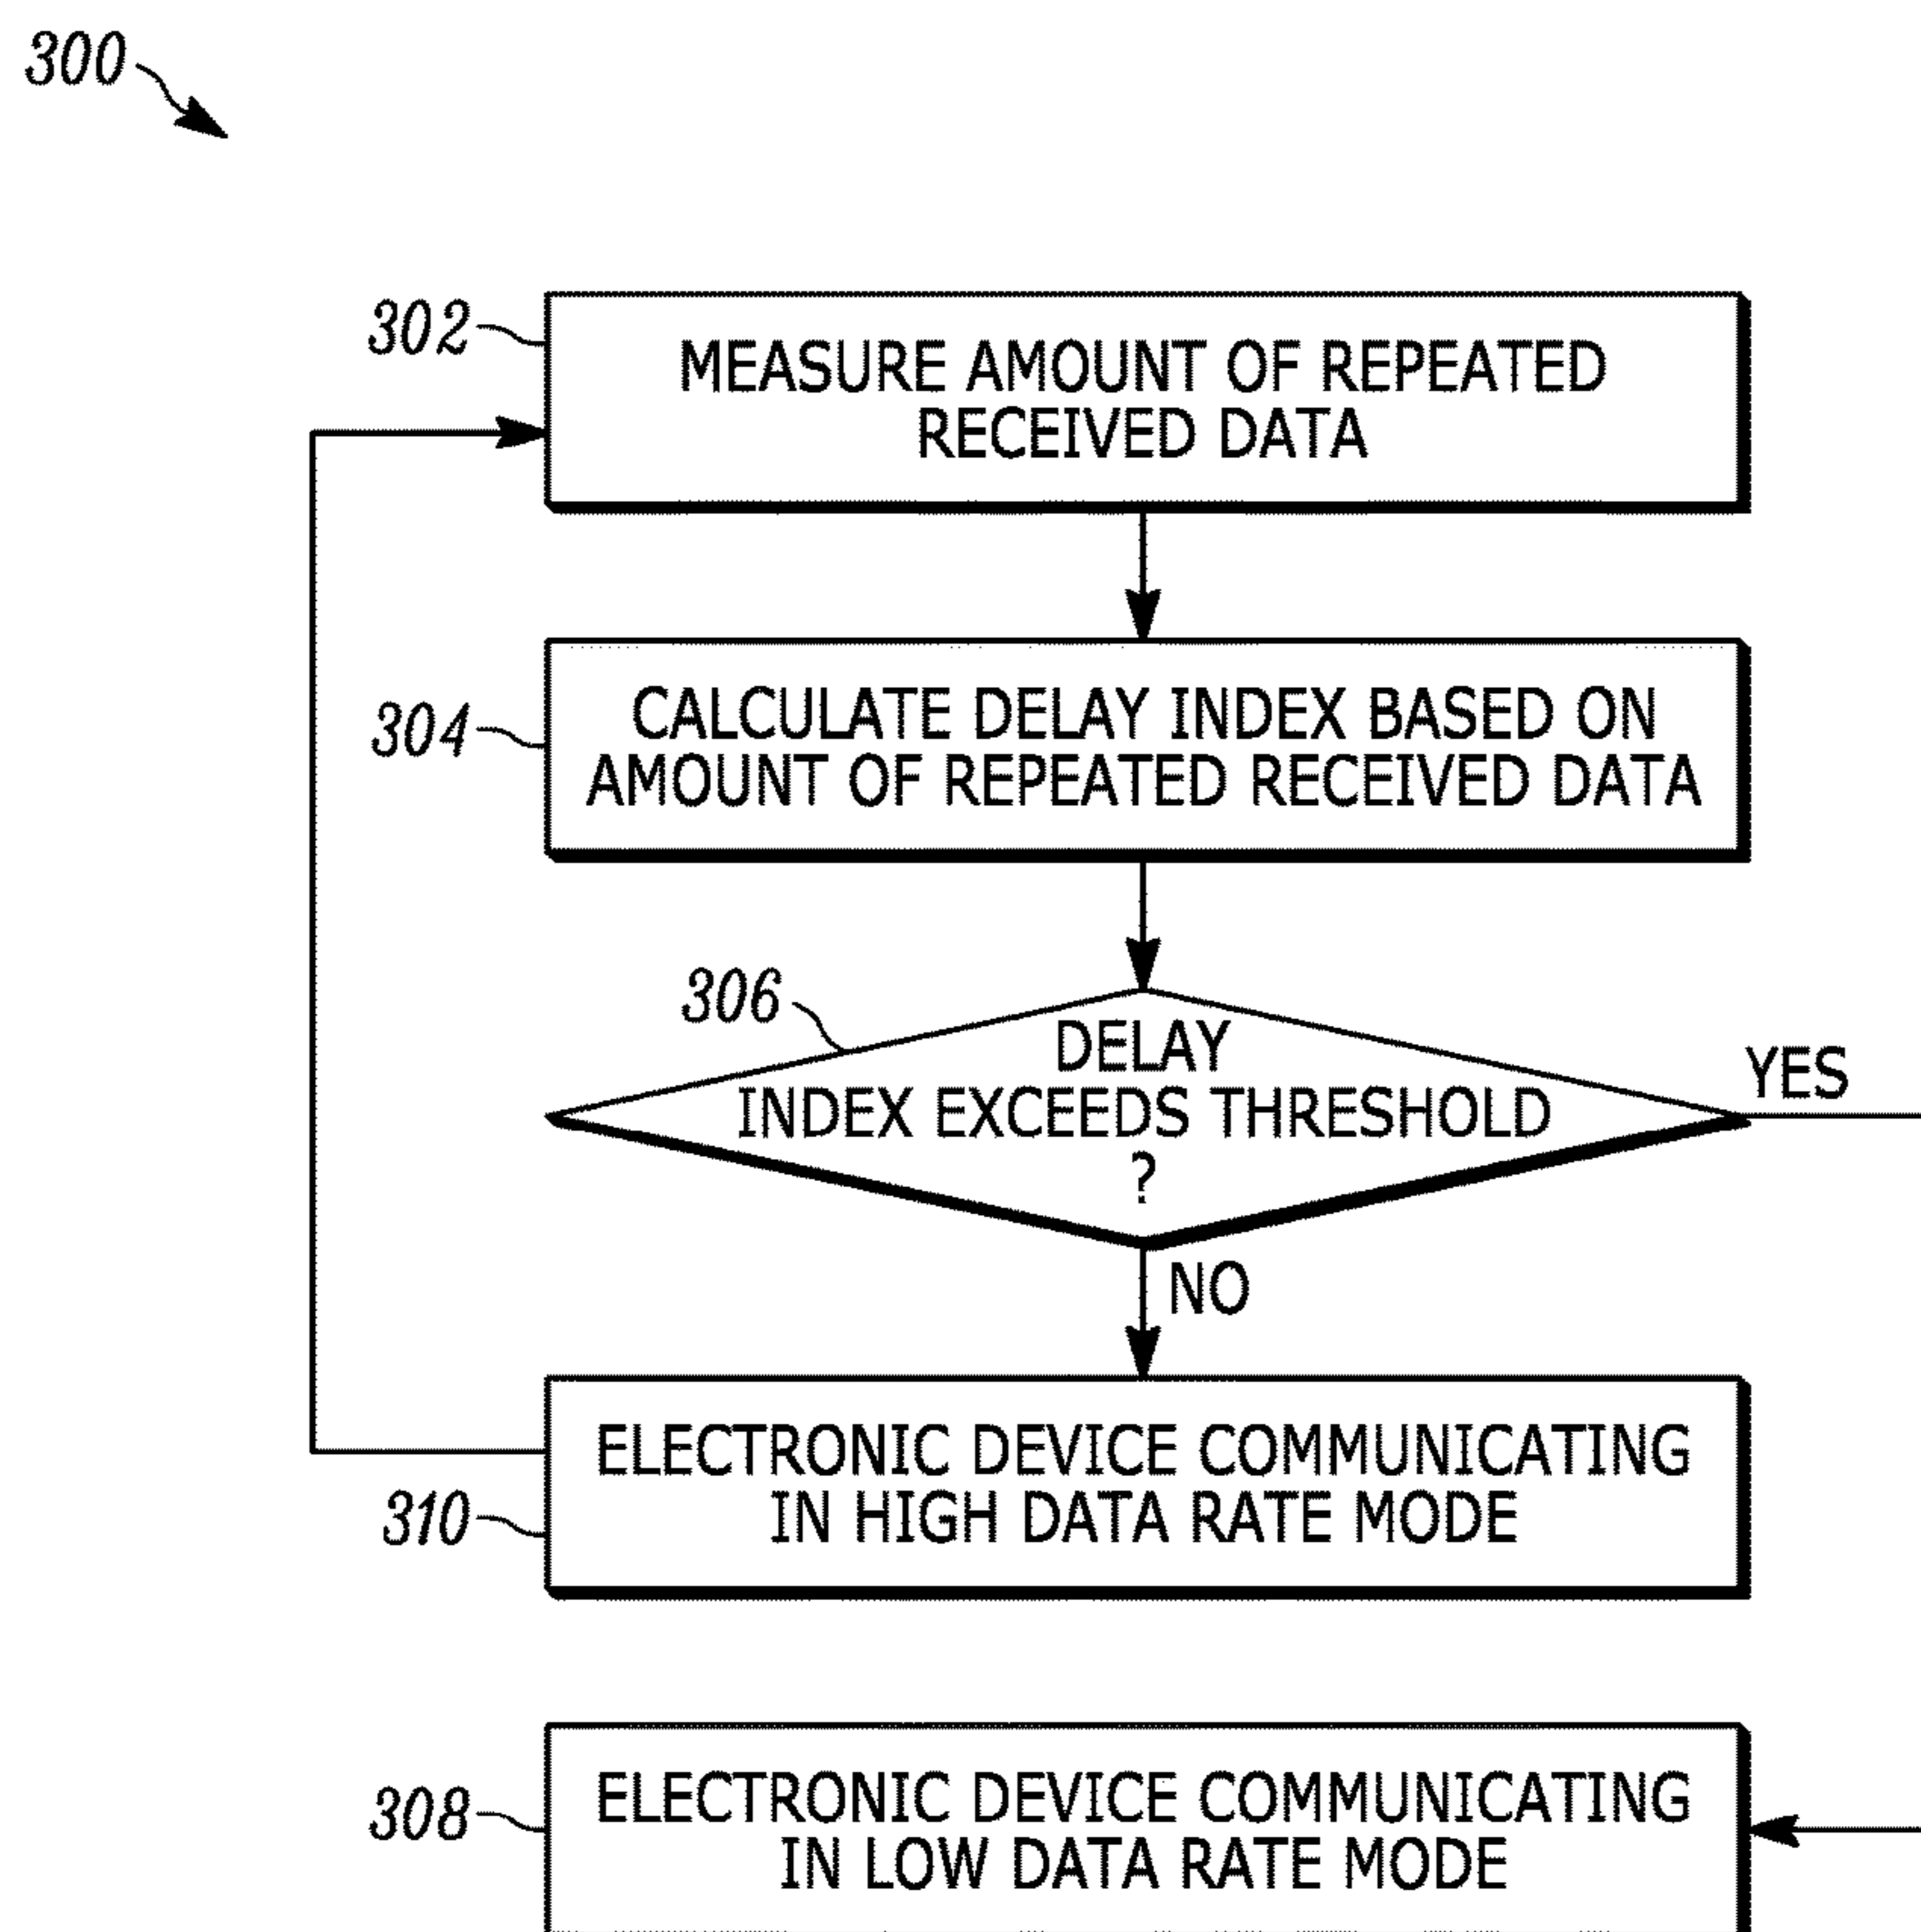 300
302
MEASURE AMOUNT OF REPEATED
RECEIVED DATA
304
CALCULATE DELAY INDEX BASED ON
AMOUNT OF REPEATED RECEIVED DATA
306
DELAY
INDEX EXCEEDS THRESHOLD
?
YES
NO
310
ELECTRONIC DEVICE COMMUNICATING
IN HIGH DATA RATE MODE
308
ELECTRONIC DEVICE COMMUNICATING
IN LOW DATA RATE MODE